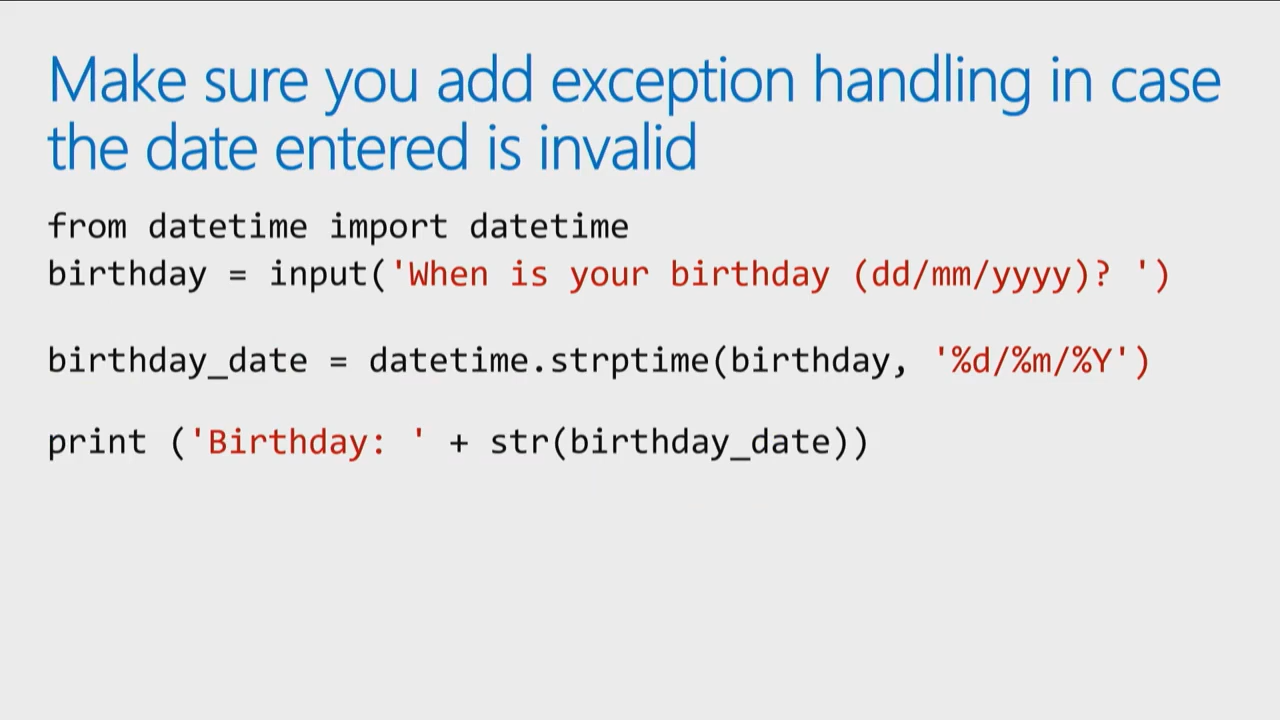 Make sure you add exception handling in case
the date entered is invalid
from datetime import datetime
birthday = input('When is your birthday (dd/mm/yyyy)? ')
birthday_date = datetime.strptime(birthday, '%d/%m/%Y')
print ('Birthday: ' + str(birthday_date))